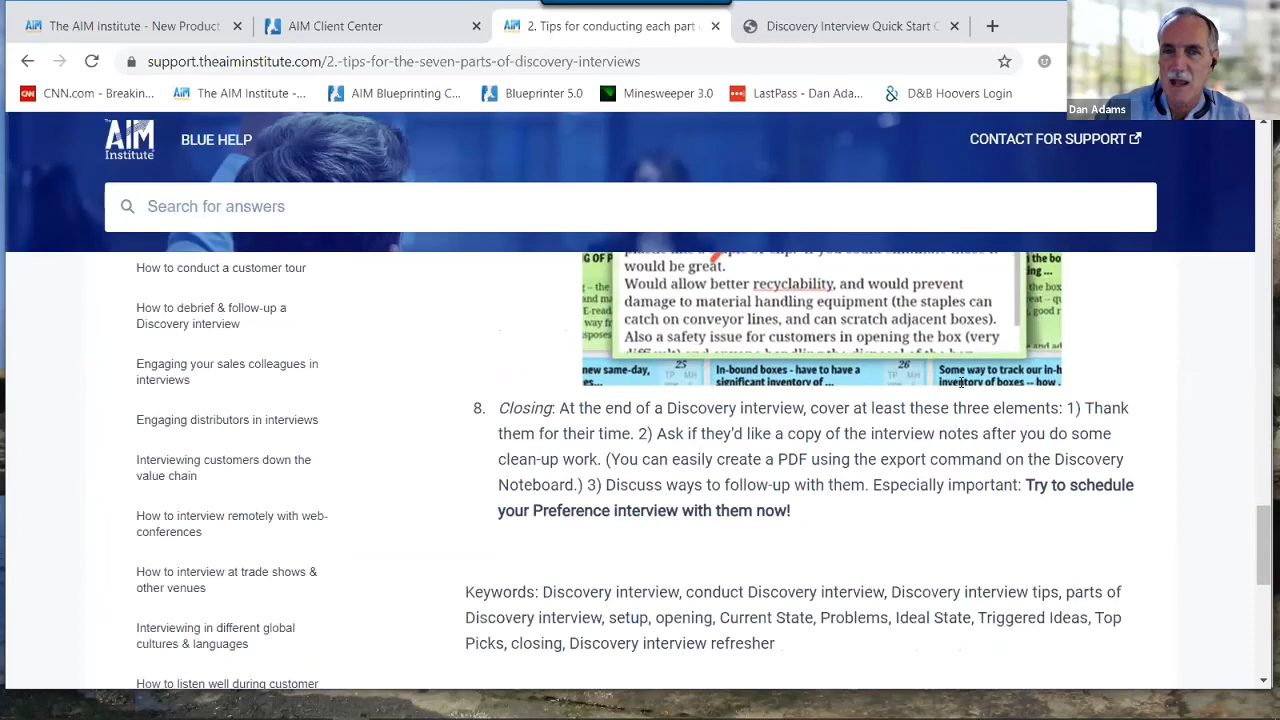 The AIM Institute - New Product
AIM Client Center
2. Tips for conducting each part
Discovery Interview Quick Start
support.theaiminstitute.com/2.-tips-for-the-seven-parts-of-discovery-interviews
CNN.com - Breakin...
The AIM Institute -...
AIM Blueprinting C...
Blueprinter 5.0
Minesweeper 3.0
LastPass - Dan Ada...
D&B Hoovers Login
Dan Adams
The
AIM
Institute
BLUE HELP
CONTACT FOR SUPPORT
Search for answers
How to conduct a customer tour
How to debrief & follow-up a
Discovery interview
Engaging your sales colleagues in
interviews
Engaging distributors in interviews
Interviewing customers down the
value chain
How to interview remotely with web-
conferences
How to interview at trade shows &
other venues
Interviewing in different global
cultures & languages
How to listen well during customer
would be great.
Would allow better recyclability, and would prevent
damage to material handling equipment (the staples can
catch on conveyor lines, and can scratch adjacent boxes).
Also a safety issue for customers in opening the box (very
new same-day,
es...
25
TP MH
In-bound boxes - have to have a
significant inventory of ...
26
TP MH
Some way to track our in-h
inventory of boxes -- how .
8. Closing: At the end of a Discovery interview, cover at least these three elements: 1) Thank
them for their time. 2) Ask if they'd like a copy of the interview notes after you do some
clean-up work. (You can easily create a PDF using the export command on the Discovery
Noteboard.) 3) Discuss ways to follow-up with them. Especially important: Try to schedule
your Preference interview with them now!
Keywords: Discovery interview, conduct Discovery interview, Discovery interview tips, parts of
Discovery interview, setup, opening, Current State, Problems, Ideal State, Triggered Ideas, Top
Picks, closing, Discovery interview refresher